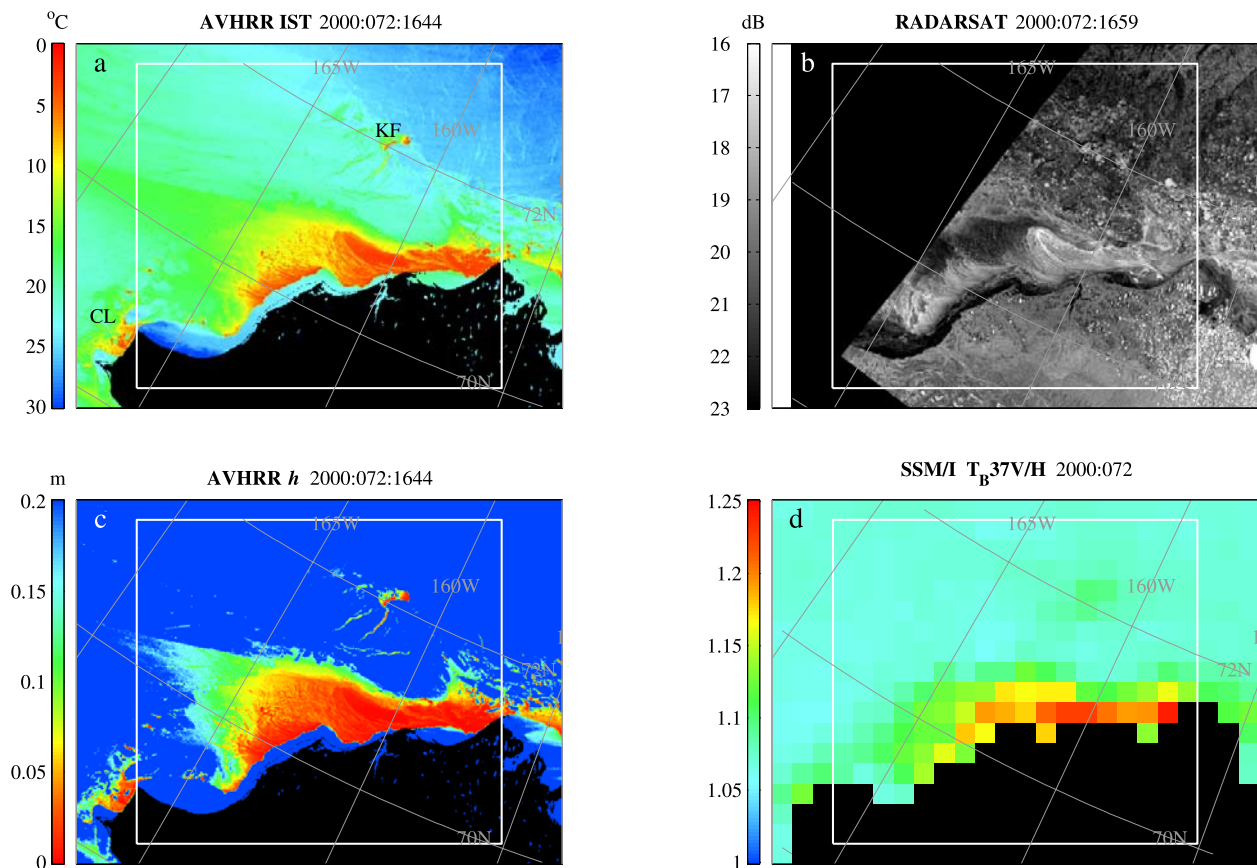 °C
AVHRR IST 2000:072:1644
0
5
10
15
20
25
30
a
165W
KF
160W
72N
CL
70N
dB
RADARSAT 2000:072:1659
16
17
18
19
20
21
22
23
b
165W
160W
72N
m
AVHRR h 2000:072:1644
0.2
0.15
0.1
0.05
0
c
165W
160W
72N
70N
SSM/I TB37V/H 2000:072
1.25
1.2
1.15
1.1
1.05
1
d
165W
160W
72N
70N